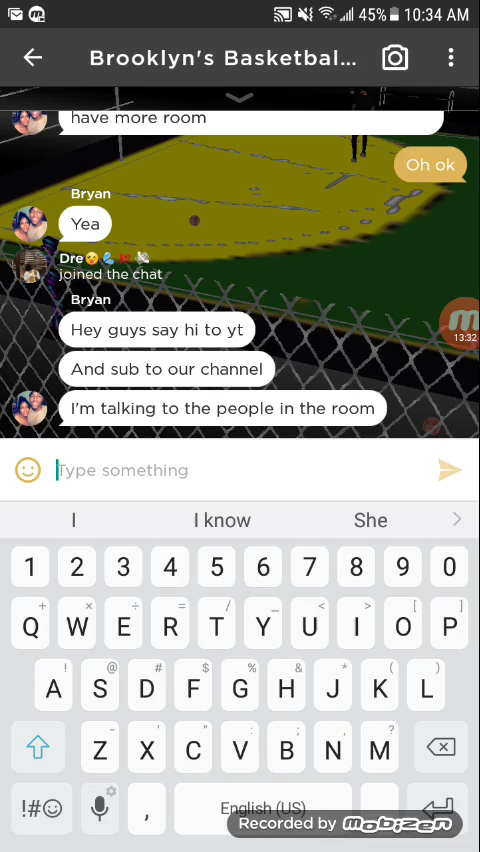 45% 10:34 AM
Brooklyn's Basketbal...
have more room
Oh ok
Bryan
Yea
Dre
joined the chat
Bryan
Hey guys say hi to yt
13:32
And sub to our channel
I'm talking to the people in the room
Type something
I I know She
1 2 3 4 5 6 7 8 9 0
+ × ÷ = / _ < > [ ]
Q W E R T Y U I O P
! @ # $ % ^ & * ( )
A S D F G H J K L
- ' " : ; , ?
Z X C V B N M
!#☺ , English (US)
Recorded by mobizen